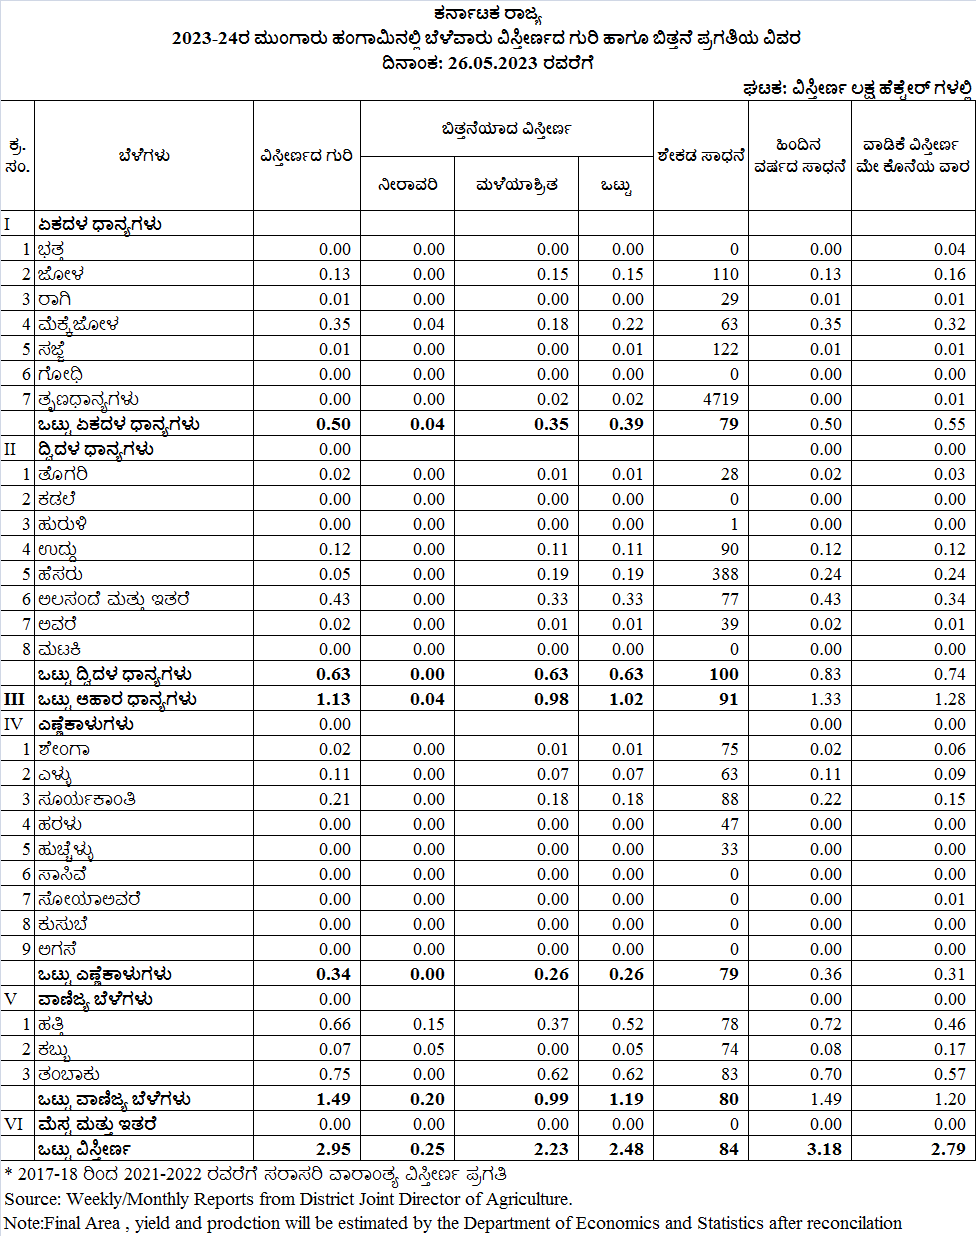 ಕರ್ನಾಟಕ ರಾಜ್ಯ
2023-24ರ ಮುಂಗಾರು ಹಂಗಾಮಿನಲ್ಲಿ ಬೆಳೆವಾರು ವಿಸ್ತೀರ್ಣದ ಗುರಿ ಹಾಗೂ ಬಿತ್ತನೆ ಪ್ರಗತಿಯ ವಿವರ
ದಿನಾಂಕ: 26.05.2023 ರವರೆಗೆ
ಘಟಕ: ವಿಸ್ತೀರ್ಣ ಲಕ್ಷ ಹೆಕ್ಟೇರ್ ಗಳಲ್ಲಿ
ಕ್ರ. ಸಂ. ಬೆಳೆಗಳು ವಿಸ್ತೀರ್ಣದ ಗುರಿ ಬಿತ್ತನೆಯಾದ ವಿಸ್ತೀರ್ಣ ಶೇಕಡ ಸಾಧನೆ ಹಿಂದಿನ ವರ್ಷದ ಸಾಧನೆ ವಾಡಿಕೆ ವಿಸ್ತೀರ್ಣ ಮೇ ಕೊನೆಯ ವಾರ
ನೀರಾವರಿ ಮಳೆಯಾಶ್ರಿತ ಒಟ್ಟು
I ಏಕದಳ ಧಾನ್ಯಗಳು
1 ಭತ್ತ 0.00 0.00 0.00 0.00 0 0.00 0.04
2 ಜೋಳ 0.13 0.00 0.15 0.15 110 0.13 0.16
3 ರಾಗಿ 0.01 0.00 0.00 0.00 29 0.01 0.01
4 ಮೆಕ್ಕೆಜೋಳ 0.35 0.04 0.18 0.22 63 0.35 0.32
5 ಸಜ್ಜೆ 0.01 0.00 0.00 0.01 122 0.01 0.01
6 ಗೋಧಿ 0.00 0.00 0.00 0.00 0 0.00 0.00
7 ತೃಣಧಾನ್ಯಗಳು 0.00 0.00 0.02 0.02 4719 0.00 0.01
ಒಟ್ಟು ಏಕದಳ ಧಾನ್ಯಗಳು 0.50 0.04 0.35 0.39 79 0.50 0.55
II ದ್ವಿದಳ ಧಾನ್ಯಗಳು 0.00 0.00 0.00
1 ತೊಗರಿ 0.02 0.00 0.01 0.01 28 0.02 0.03
2 ಕಡಲೆ 0.00 0.00 0.00 0.00 0 0.00 0.00
3 ಹುರುಳಿ 0.00 0.00 0.00 0.00 1 0.00 0.00
4 ಉದ್ದು 0.12 0.00 0.11 0.11 90 0.12 0.12
5 ಹೆಸರು 0.05 0.00 0.19 0.19 388 0.24 0.24
6 ಅಲಸಂದೆ ಮತ್ತು ಇತರೆ 0.43 0.00 0.33 0.33 77 0.43 0.34
7 ಅವರೆ 0.02 0.00 0.01 0.01 39 0.02 0.01
8 ಮಟಕಿ 0.00 0.00 0.00 0.00 0 0.00 0.00
ಒಟ್ಟು ದ್ವಿದಳ ಧಾನ್ಯಗಳು 0.63 0.00 0.63 0.63 100 0.83 0.74
III ಒಟ್ಟು ಆಹಾರ ಧಾನ್ಯಗಳು 1.13 0.04 0.98 1.02 91 1.33 1.28
IV ಎಣ್ಣೆಕಾಳುಗಳು 0.00 0.00 0.00
1 ಶೇಂಗಾ 0.02 0.00 0.01 0.01 75 0.02 0.06
2 ಎಳ್ಳು 0.11 0.00 0.07 0.07 63 0.11 0.09
3 ಸೂರ್ಯಕಾಂತಿ 0.21 0.00 0.18 0.18 88 0.22 0.15
4 ಹರಳು 0.00 0.00 0.00 0.00 47 0.00 0.00
5 ಹುಚ್ಚೆಳ್ಳು 0.00 0.00 0.00 0.00 33 0.00 0.00
6 ಸಾಸಿವೆ 0.00 0.00 0.00 0.00 0 0.00 0.00
7 ಸೋಯಾಅವರೆ 0.00 0.00 0.00 0.00 0 0.00 0.01
8 ಕುಸುಬೆ 0.00 0.00 0.00 0.00 0 0.00 0.00
9 ಅಗಸೆ 0.00 0.00 0.00 0.00 0 0.00 0.00
ಒಟ್ಟು ಎಣ್ಣೆಕಾಳುಗಳು 0.34 0.00 0.26 0.26 79 0.36 0.31
V ವಾಣಿಜ್ಯ ಬೆಳೆಗಳು 0.00 0.00 0.00
1 ಹತ್ತಿ 0.66 0.15 0.37 0.52 78 0.72 0.46
2 ಕಬ್ಬು 0.07 0.05 0.00 0.05 74 0.08 0.17
3 ತಂಬಾಕು 0.75 0.00 0.62 0.62 83 0.70 0.57
ಒಟ್ಟು ವಾಣಿಜ್ಯ ಬೆಳೆಗಳು 1.49 0.20 0.99 1.19 80 1.49 1.20
VI ಮೆಸ್ತ ಮತ್ತು ಇತರೆ 0.00 0.00 0.00 0.00 0 0.00 0.00
ಒಟ್ಟು ವಿಸ್ತೀರ್ಣ 2.95 0.25 2.23 2.48 84 3.18 2.79
* 2017-18 ರಿಂದ 2021-2022 ರವರೆಗೆ ಸರಾಸರಿ ವಾರಾಂತ್ಯ ವಿಸ್ತೀರ್ಣ ಪ್ರಗತಿ
Source: Weekly/Monthly Reports from District Joint Director of Agriculture.
Note:Final Area , yield and prodction will be estimated by the Department of Economics and Statistics after reconcilation